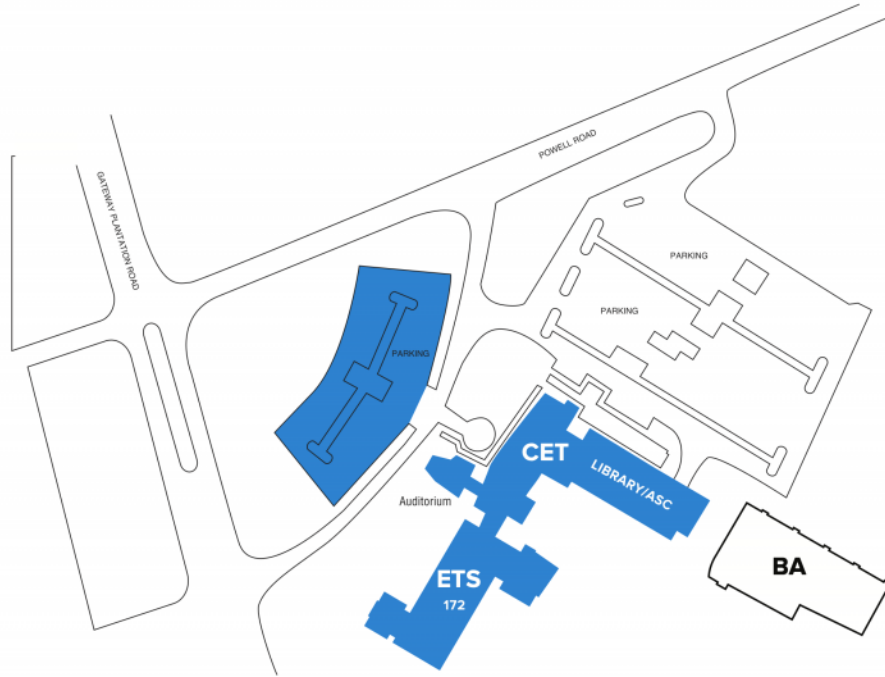 POWELL ROAD
GATEWAY PLANTATION ROAD
PARKING
PARKING
PARKING
CET
LIBRARY/ASC
Auditorium
ETS
172
BA